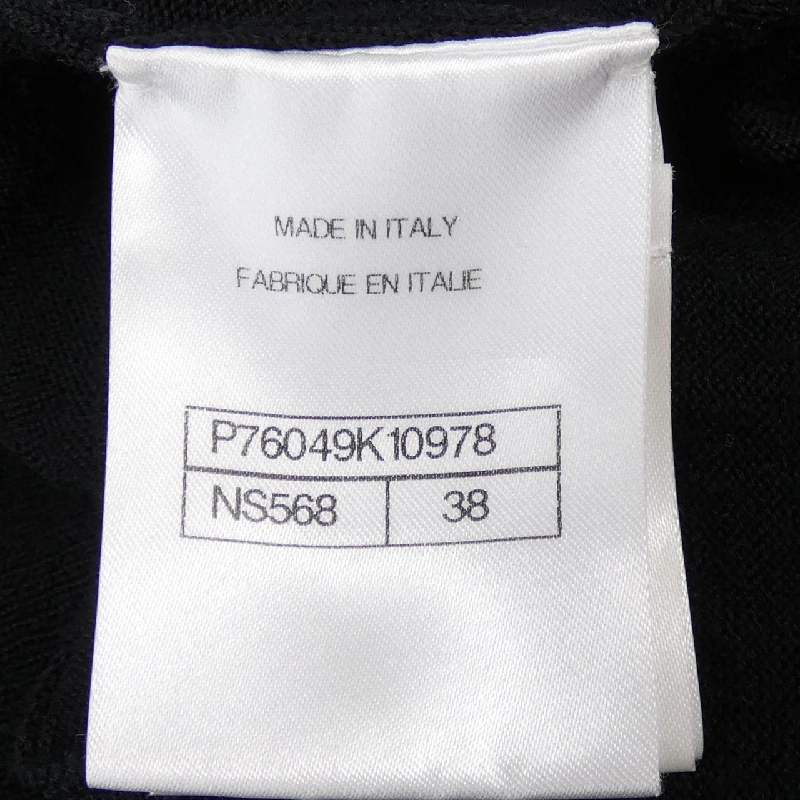 MADE IN ITALY
FABRIQUE EN ITALIE
P76049K10978
NS568 38